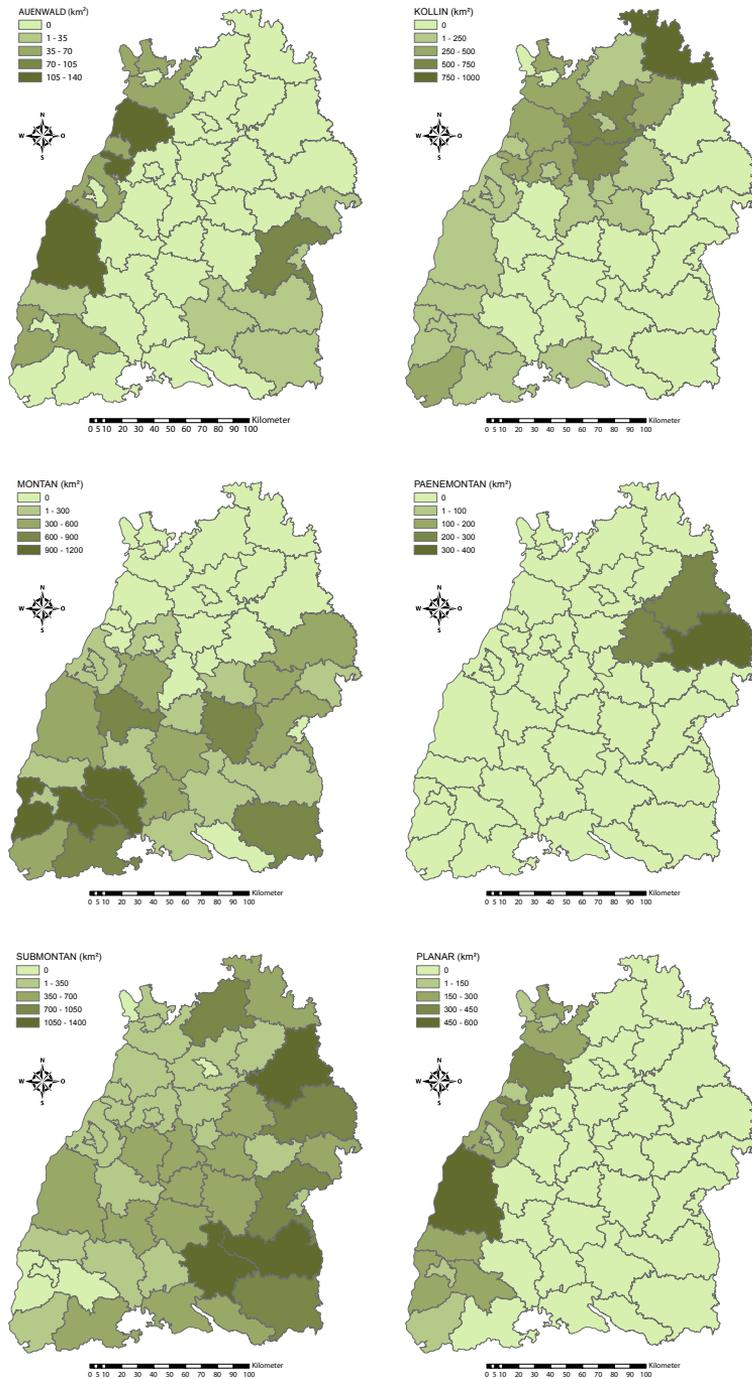 AUENWALD (km²)
0
1 - 35
35 - 70
70 - 105
105 - 140
N
W O
S
Kilometer
0 5 10 20 30 40 50 60 70 80 90 100
KOLLIN (km²)
0
1 - 250
250 - 500
500 - 750
750 - 1000
N
W O
S
Kilometer
0 5 10 20 30 40 50 60 70 80 90 100
MONTAN (km²)
0
1 - 300
300 - 600
600 - 900
900 - 1200
N
W O
S
Kilometer
0 5 10 20 30 40 50 60 70 80 90 100
PAENEMONTAN (km²)
0
1 - 100
100 - 200
200 - 300
300 - 400
N
W O
S
Kilometer
0 5 10 20 30 40 50 60 70 80 90 100
SUBMONTAN (km²)
0
1 - 350
350 - 700
700 - 1050
1050 - 1400
N
W O
S
Kilometer
0 5 10 20 30 40 50 60 70 80 90 100
PLANAR (km²)
0
1 - 150
150 - 300
300 - 450
450 - 600
N
W O
S
Kilometer
0 5 10 20 30 40 50 60 70 80 90 100